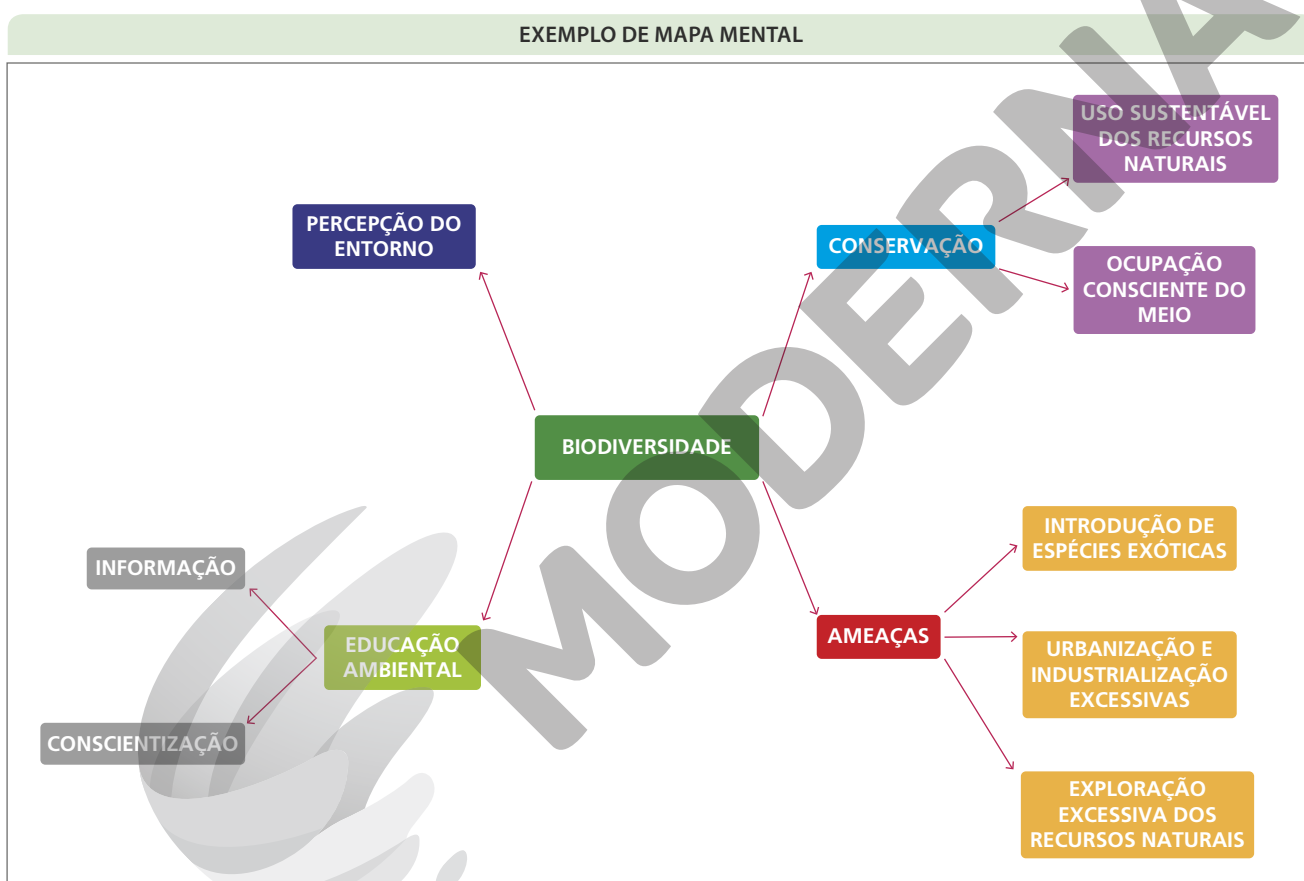 EXEMPLO DE MAPA MENTAL
USO SUSTENTÁVEL
DOS RECURSOS
NATURAIS
PERCEPÇÃO DO
ENTORNO
CONSERVAÇÃO
OCUPAÇÃO
CONSCIENTE DO
MEIO
BIODIVERSIDADE
INTRODUÇÃO DE
ESPÉCIES EXÓTICAS
INFORMAÇÃO
EDUCAÇÃO
AMBIENTAL
AMEAÇAS
URBANIZAÇÃO E
INDUSTRIALIZAÇÃO
EXCESSIVAS
CONSCIENTIZAÇÃO
EXPLORAÇÃO
EXCESSIVA DOS
RECURSOS NATURAIS
MODERNA